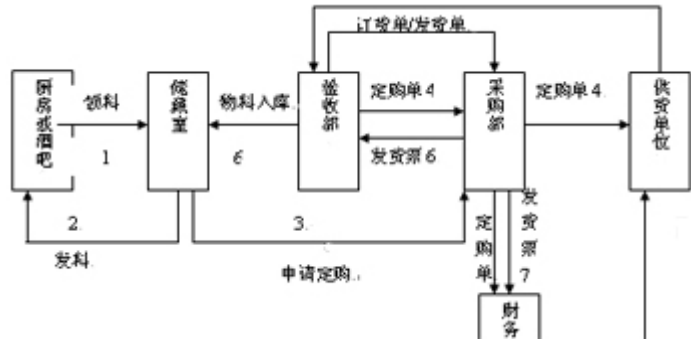 订货单/发货单
厨房或酒吧
领料
1
储藏室
物料入库
6
验收部
定购单4
发货票6
采购部
定购单4
供货单位
2.
发料
3.
申请定购
定购单
发货票7
财务